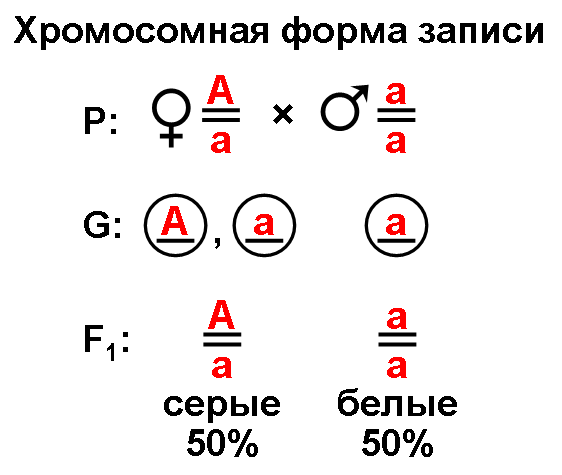 Хромосомная форма записи
P: ♀ A/a × ♂ a/a
G: A , a a
F₁: A/a a/a
серые белые
50% 50%